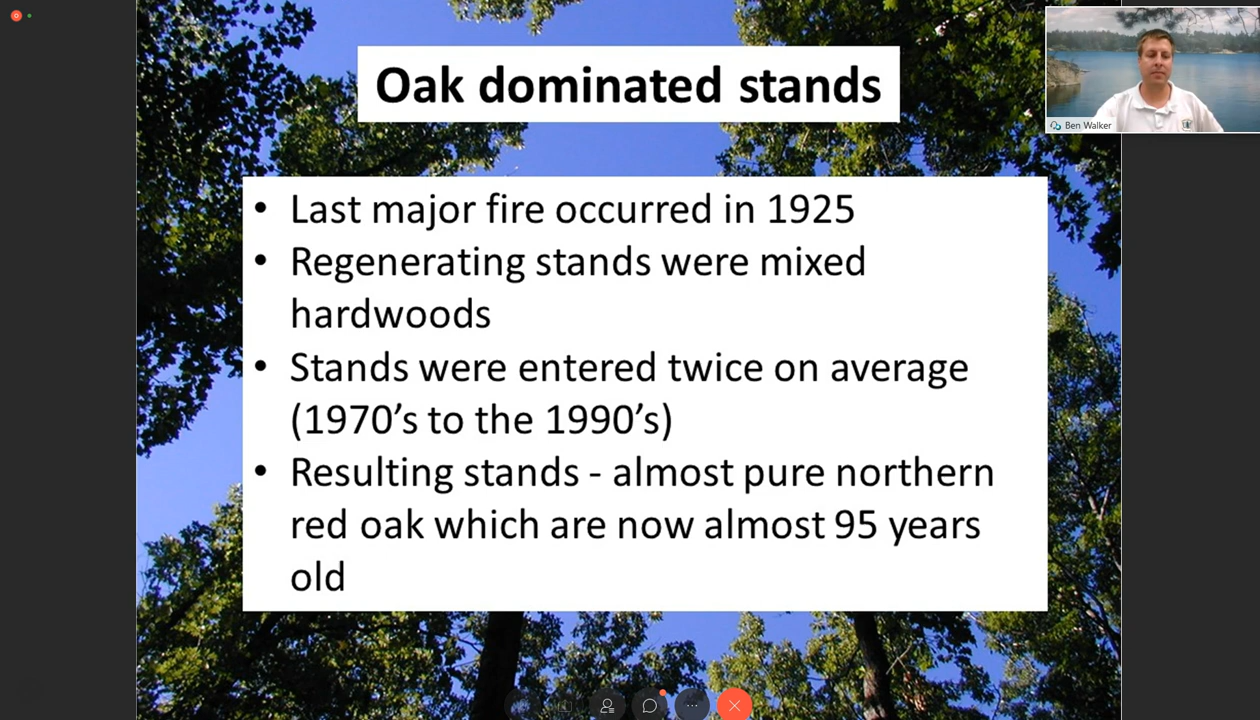 Oak dominated stands
Ben Walker
• Last major fire occurred in 1925
• Regenerating stands were mixed
hardwoods
• Stands were entered twice on average
(1970’s to the 1990’s)
• Resulting stands - almost pure northern
red oak which are now almost 95 years
old